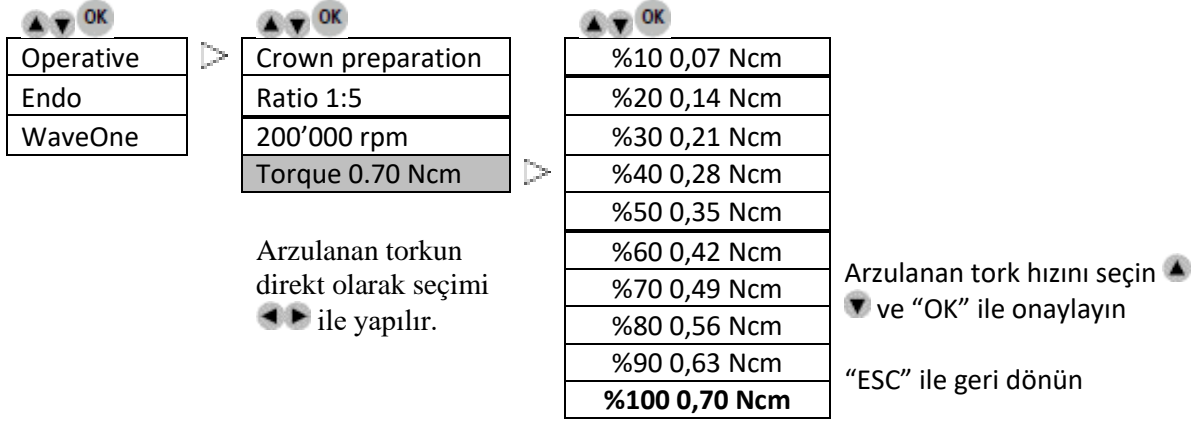 OK
Operative
Endo
WaveOne
OK
Crown preparation
Ratio 1:5
200’000 rpm
Torque 0.70 Ncm
Arzulanan torkun
direkt olarak seçimi
ile yapılır.
OK
%10 0,07 Ncm
%20 0,14 Ncm
%30 0,21 Ncm
%40 0,28 Ncm
%50 0,35 Ncm
%60 0,42 Ncm
%70 0,49 Ncm
%80 0,56 Ncm
%90 0,63 Ncm
%100 0,70 Ncm
Arzulanan tork hızını seçin
ve “OK” ile onaylayın
“ESC” ile geri dönün